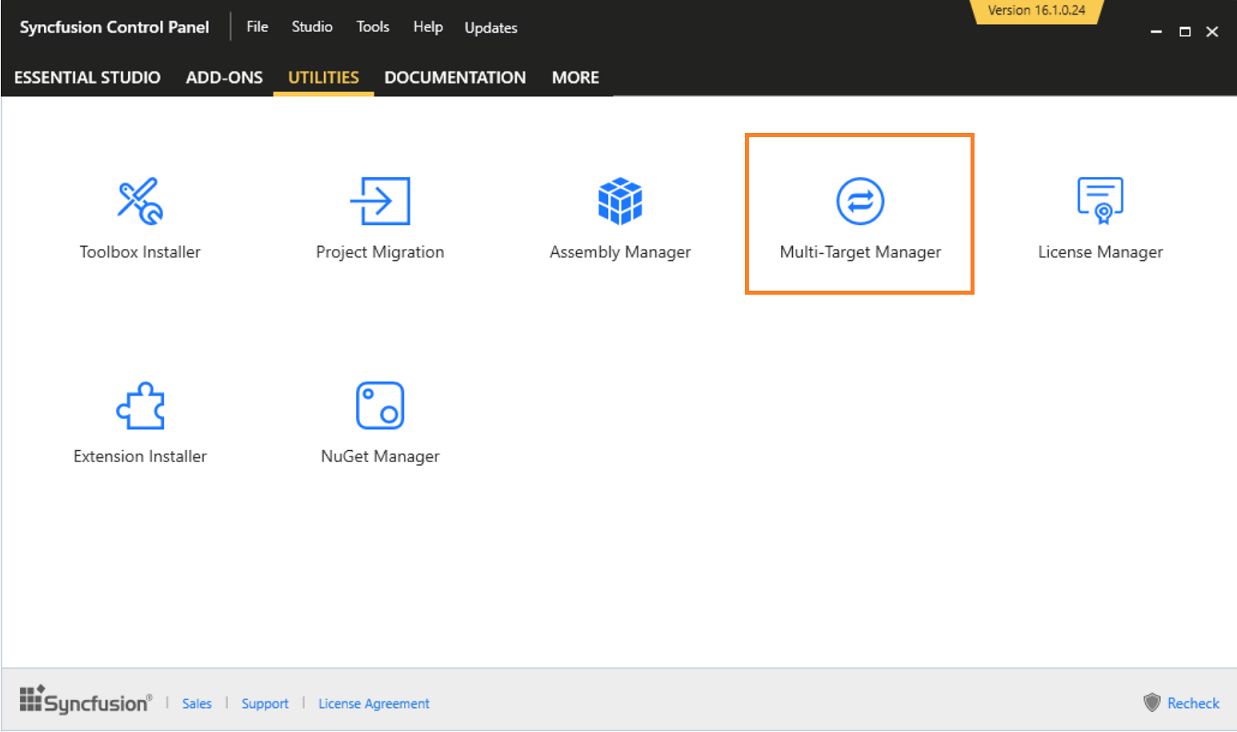 Syncfusion Control Panel File Studio Tools Help Updates Version 16.1.0.24
ESSENTIAL STUDIO ADD-ONS UTILITIES DOCUMENTATION MORE
Toolbox Installer Project Migration Assembly Manager Multi-Target Manager License Manager
Extension Installer NuGet Manager
Syncfusion® | Sales | Support | License Agreement Recheck